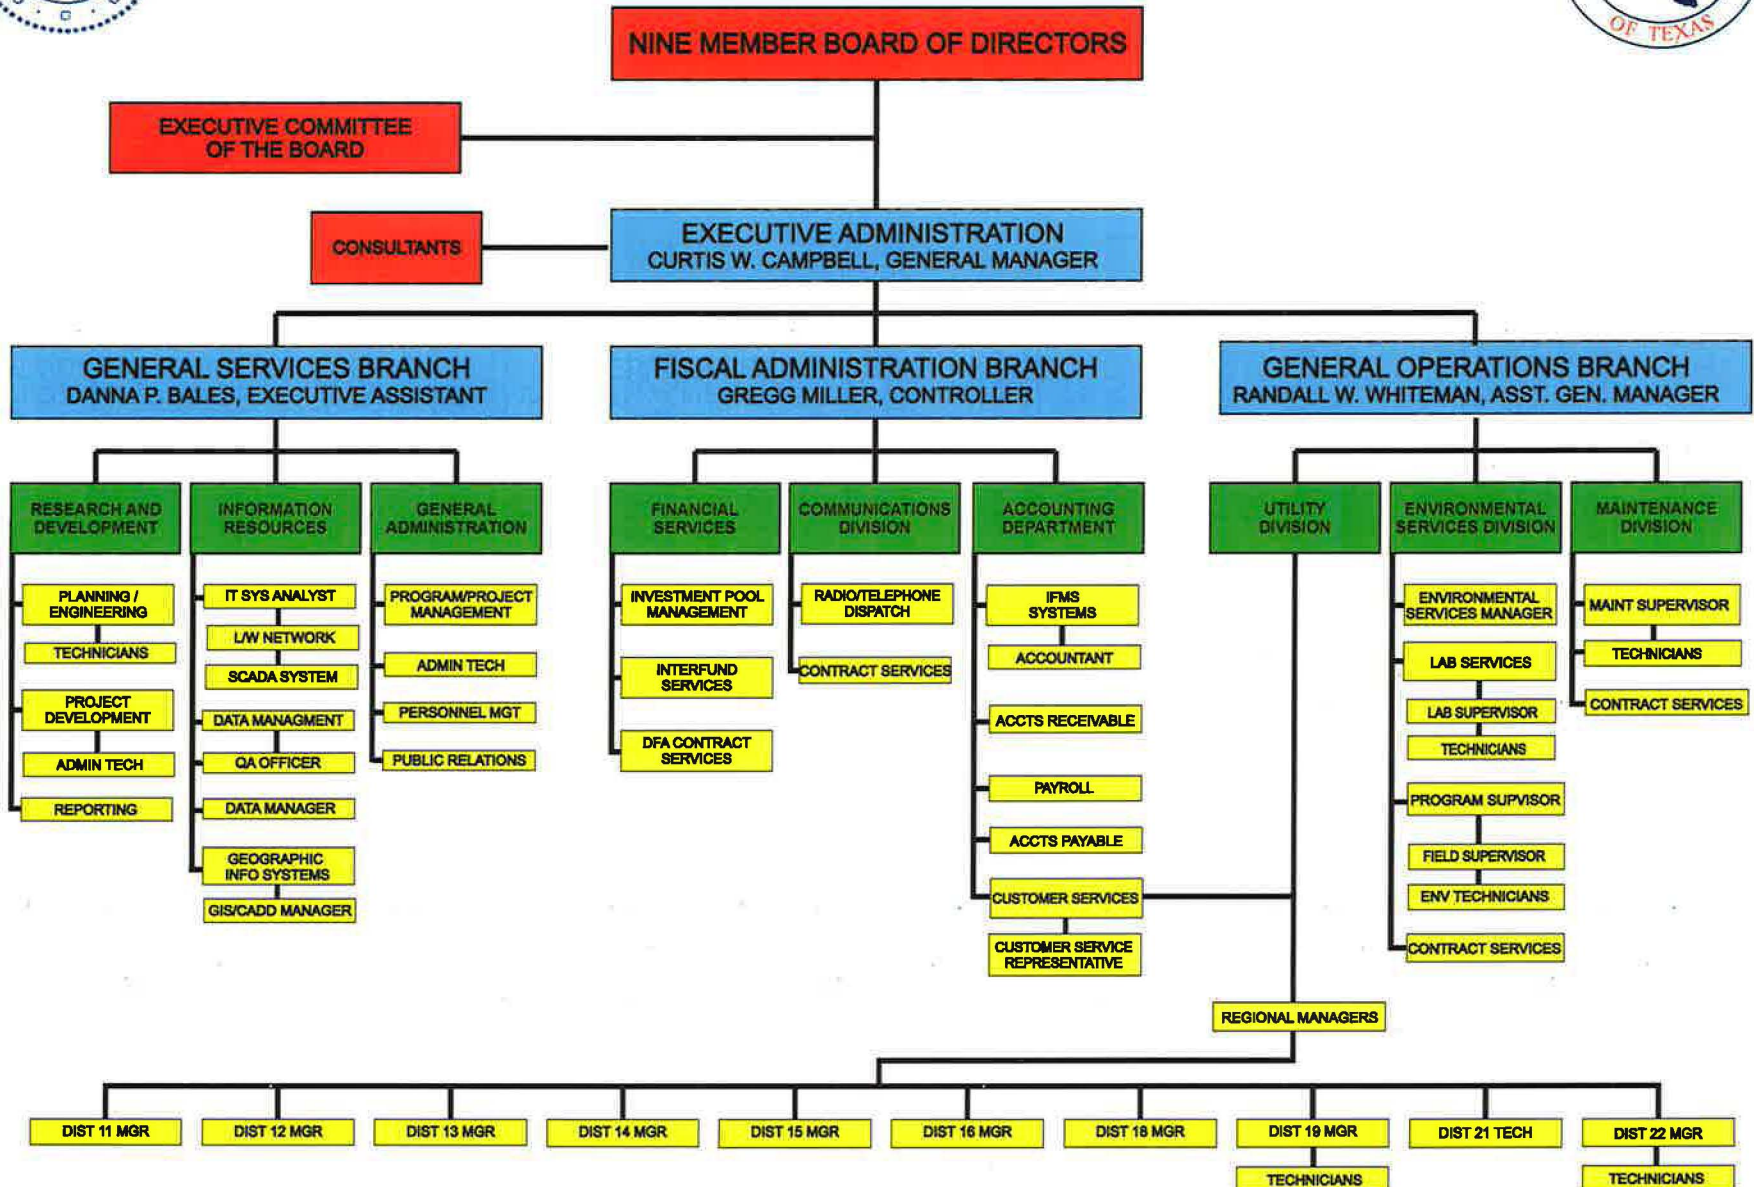 OF TEXAS
NINE MEMBER BOARD OF DIRECTORS
EXECUTIVE COMMITTEE
OF THE BOARD
CONSULTANTS
EXECUTIVE ADMINISTRATION
CURTIS W. CAMPBELL, GENERAL MANAGER
GENERAL SERVICES BRANCH
DANNA P. BALES, EXECUTIVE ASSISTANT
FISCAL ADMINISTRATION BRANCH
GREGG MILLER, CONTROLLER
GENERAL OPERATIONS BRANCH
RANDALL W. WHITEMAN, ASST. GEN. MANAGER
RESEARCH AND
DEVELOPMENT
INFORMATION
RESOURCES
GENERAL
ADMINISTRATION
FINANCIAL
SERVICES
COMMUNICATIONS
DIVISION
ACCOUNTING
DEPARTMENT
UTILITY
DIVISION
ENVIRONMENTAL
SERVICES DIVISION
MAINTENANCE
DIVISION
PLANNING /
ENGINEERING
TECHNICIANS
PROJECT
DEVELOPMENT
ADMIN TECH
REPORTING
IT SYS ANALYST
L/W NETWORK
SCADA SYSTEM
DATA MANAGMENT
QA OFFICER
DATA MANAGER
GEOGRAPHIC
INFO SYSTEMS
GIS/CADD MANAGER
PROGRAM/PROJECT
MANAGEMENT
ADMIN TECH
PERSONNEL MGT
PUBLIC RELATIONS
INVESTMENT POOL
MANAGEMENT
INTERFUND
SERVICES
DFA CONTRACT
SERVICES
RADIO/TELEPHONE
DISPATCH
CONTRACT SERVICES
IFMS
SYSTEMS
ACCOUNTANT
ACCTS RECEIVABLE
PAYROLL
ACCTS PAYABLE
CUSTOMER SERVICES
CUSTOMER SERVICE
REPRESENTATIVE
ENVIRONMENTAL
SERVICES MANAGER
LAB SERVICES
LAB SUPERVISOR
TECHNICIANS
PROGRAM SUPVISOR
FIELD SUPERVISOR
ENV TECHNICIANS
CONTRACT SERVICES
MAINT SUPERVISOR
TECHNICIANS
CONTRACT SERVICES
REGIONAL MANAGERS
DIST 11 MGR
DIST 12 MGR
DIST 13 MGR
DIST 14 MGR
DIST 15 MGR
DIST 16 MGR
DIST 18 MGR
DIST 19 MGR
DIST 21 TECH
DIST 22 MGR
TECHNICIANS
TECHNICIANS